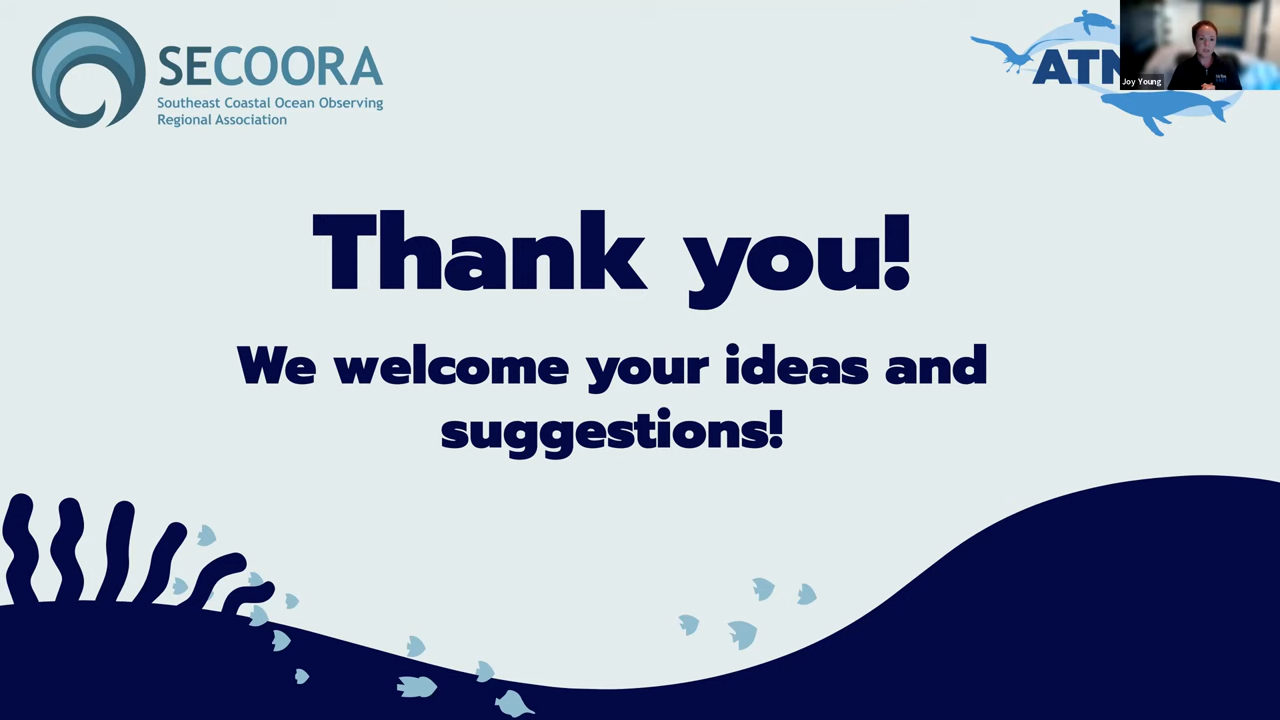 SECOORA
Southeast Coastal Ocean Observing
Regional Association
ATN
Joy Young
Thank you!
We welcome your ideas and
suggestions!